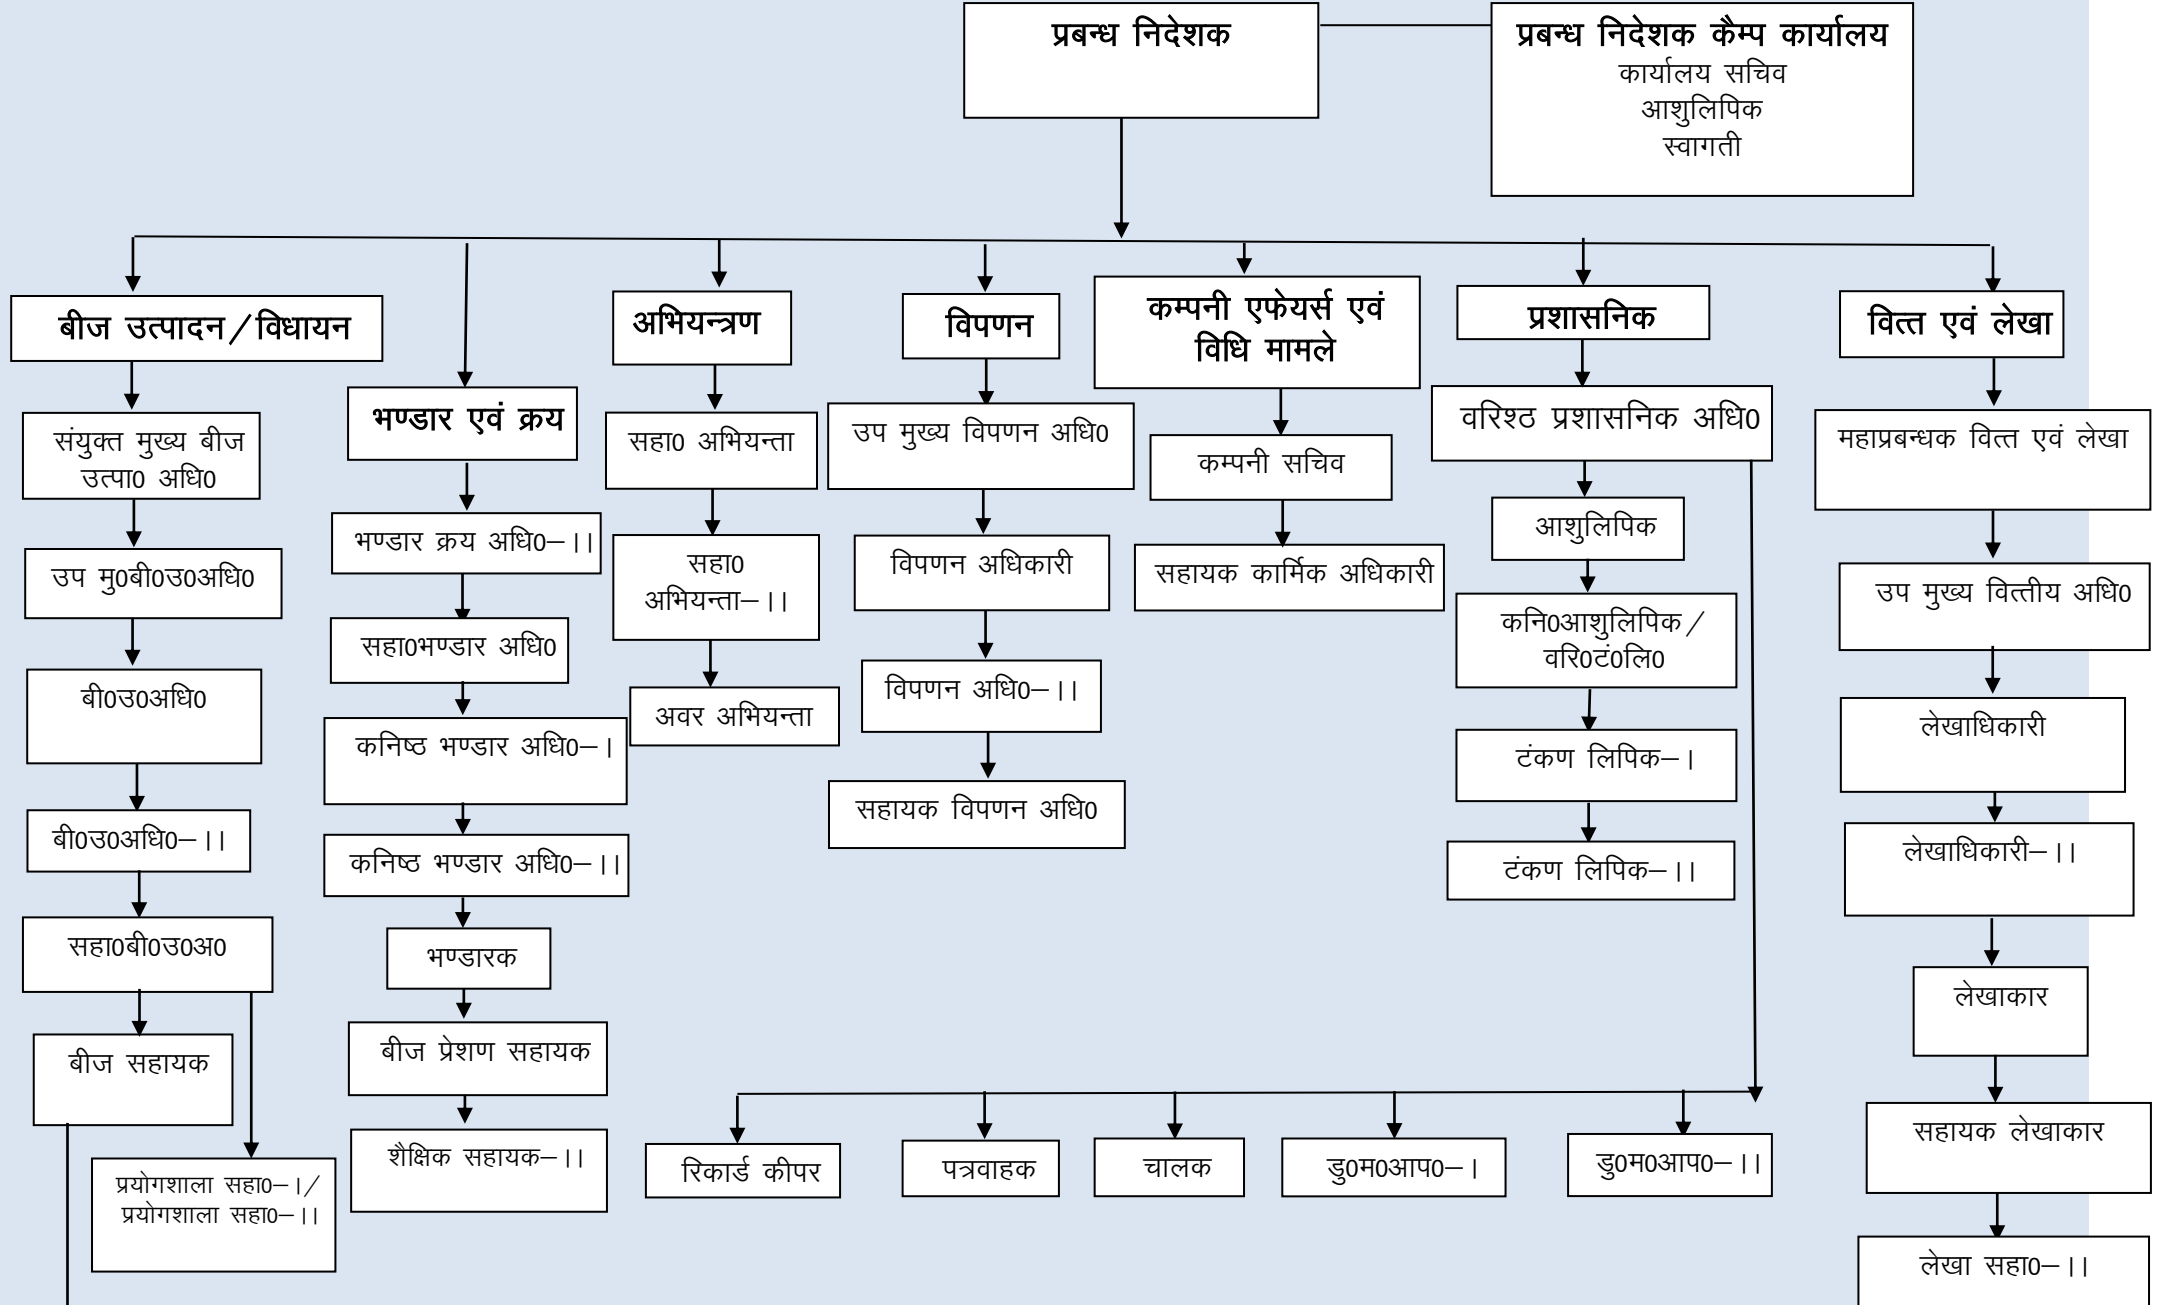 प्रबन्ध निदेशक
प्रबन्ध निदेशक कैम्प कार्यालय
कार्यालय सचिव
आशुलिपिक
स्वागती
बीज उत्पादन/विधायन
संयुक्त मुख्य बीज
उत्पा0 अधि0
उप मु0बी0उ0अधि0
बी0उ0अधि0
बी0उ0अधि0–।।
सहा0बी0उ0अ0
बीज सहायक
प्रयोगशाला सहा0–।/
प्रयोगशाला सहा0–।।
भण्डार एवं क्रय
भण्डार क्रय अधि0–।।
सहा0भण्डार अधि0
कनिष्ठ भण्डार अधि0–।
कनिष्ठ भण्डार अधि0–।।
भण्डारक
बीज प्रेशण सहायक
शैक्षिक सहायक–।।
अभियन्त्रण
सहा0 अभियन्ता
सहा0
अभियन्ता–।।
अवर अभियन्ता
विपणन
उप मुख्य विपणन अधि0
विपणन अधिकारी
विपणन अधि0–।।
सहायक विपणन अधि0
कम्पनी एफेयर्स एवं
विधि मामले
कम्पनी सचिव
सहायक कार्मिक अधिकारी
प्रशासनिक
वरिश्ठ प्रशासनिक अधि0
आशुलिपिक
कनि0आशुलिपिक/
वरि0टं0लि0
टंकण लिपिक–।
टंकण लिपिक–।।
रिकार्ड कीपर
पत्रवाहक
चालक
डु0म0आप0–।
डु0म0आप0–।।
वित्त एवं लेखा
महाप्रबन्धक वित्त एवं लेखा
उप मुख्य वित्तीय अधि0
लेखाधिकारी
लेखाधिकारी–।।
लेखाकार
सहायक लेखाकार
लेखा सहा0–।।